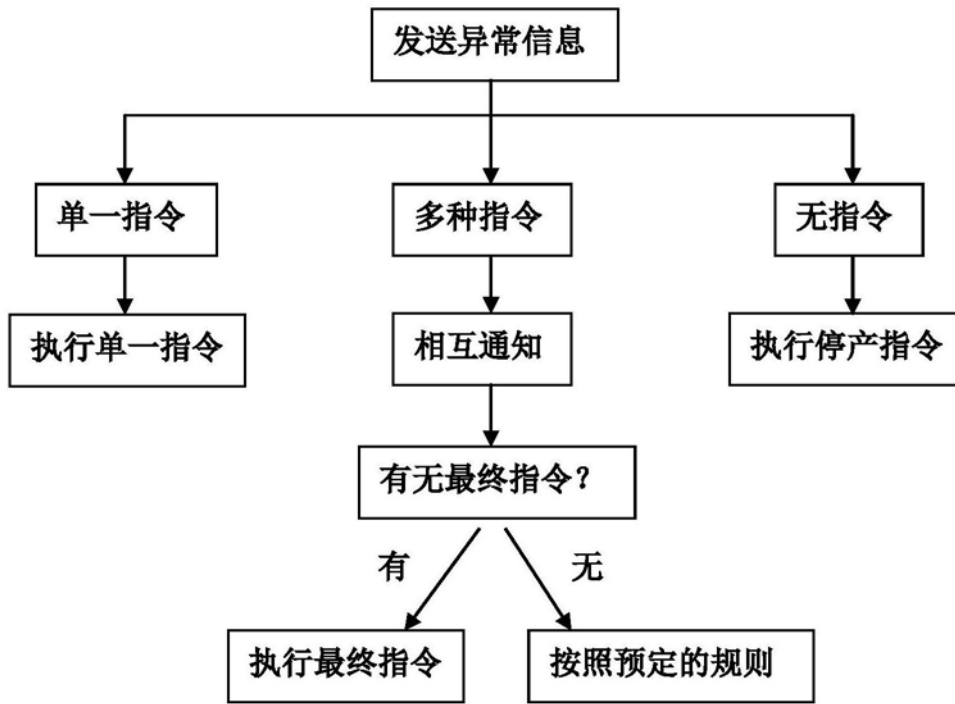 发送异常信息
单一指令
多种指令
无指令
执行单一指令
相互通知
执行停产指令
有无最终指令？
有
无
执行最终指令
按照预定的规则